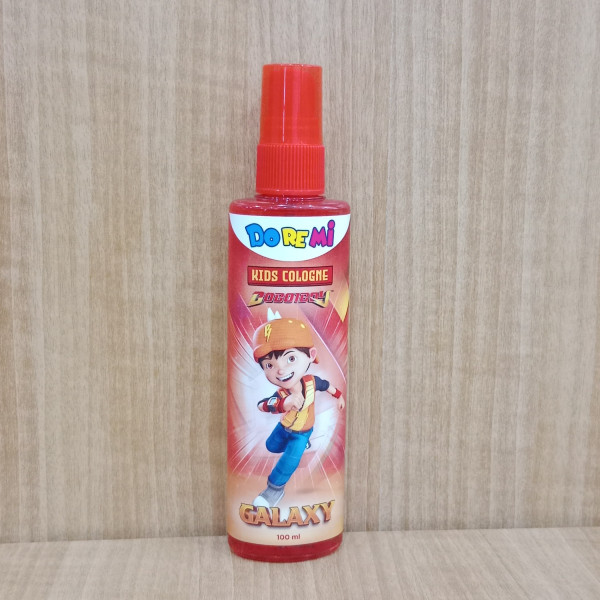 DO RE Mi
KIDS COLOGNE
BOBOIBOY
GALAXY
100 ml